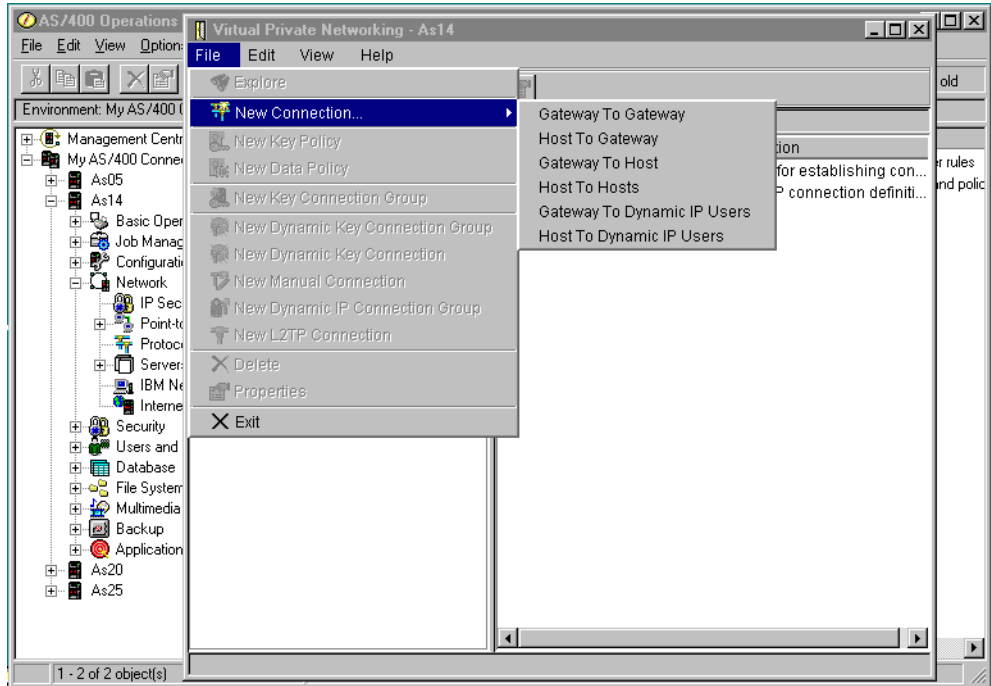 AS/400 Operations
File Edit View Options
Environment: My AS/400
Management Centr
My AS/400 Connec
As05
As14
Basic Oper
Job Manag
Configurati
Network
IP Sec
Point-to
Protoco
Servers
IBM Ne
Interne
Security
Users and
Database
File System
Multimedia
Backup
Application
As20
As25
1 - 2 of 2 object(s)
Virtual Private Networking - As14
File Edit View Help
Explore
New Connection...
New Key Policy
New Data Policy
New Key Connection Group
New Dynamic Key Connection Group
New Dynamic Key Connection
New Manual Connection
New Dynamic IP Connection Group
New L2TP Connection
Delete
Properties
Exit
Gateway To Gateway
Host To Gateway
Gateway To Host
Host To Hosts
Gateway To Dynamic IP Users
Host To Dynamic IP Users
tion
for establishing con...
P connection definiti...
old
er rules
and polic